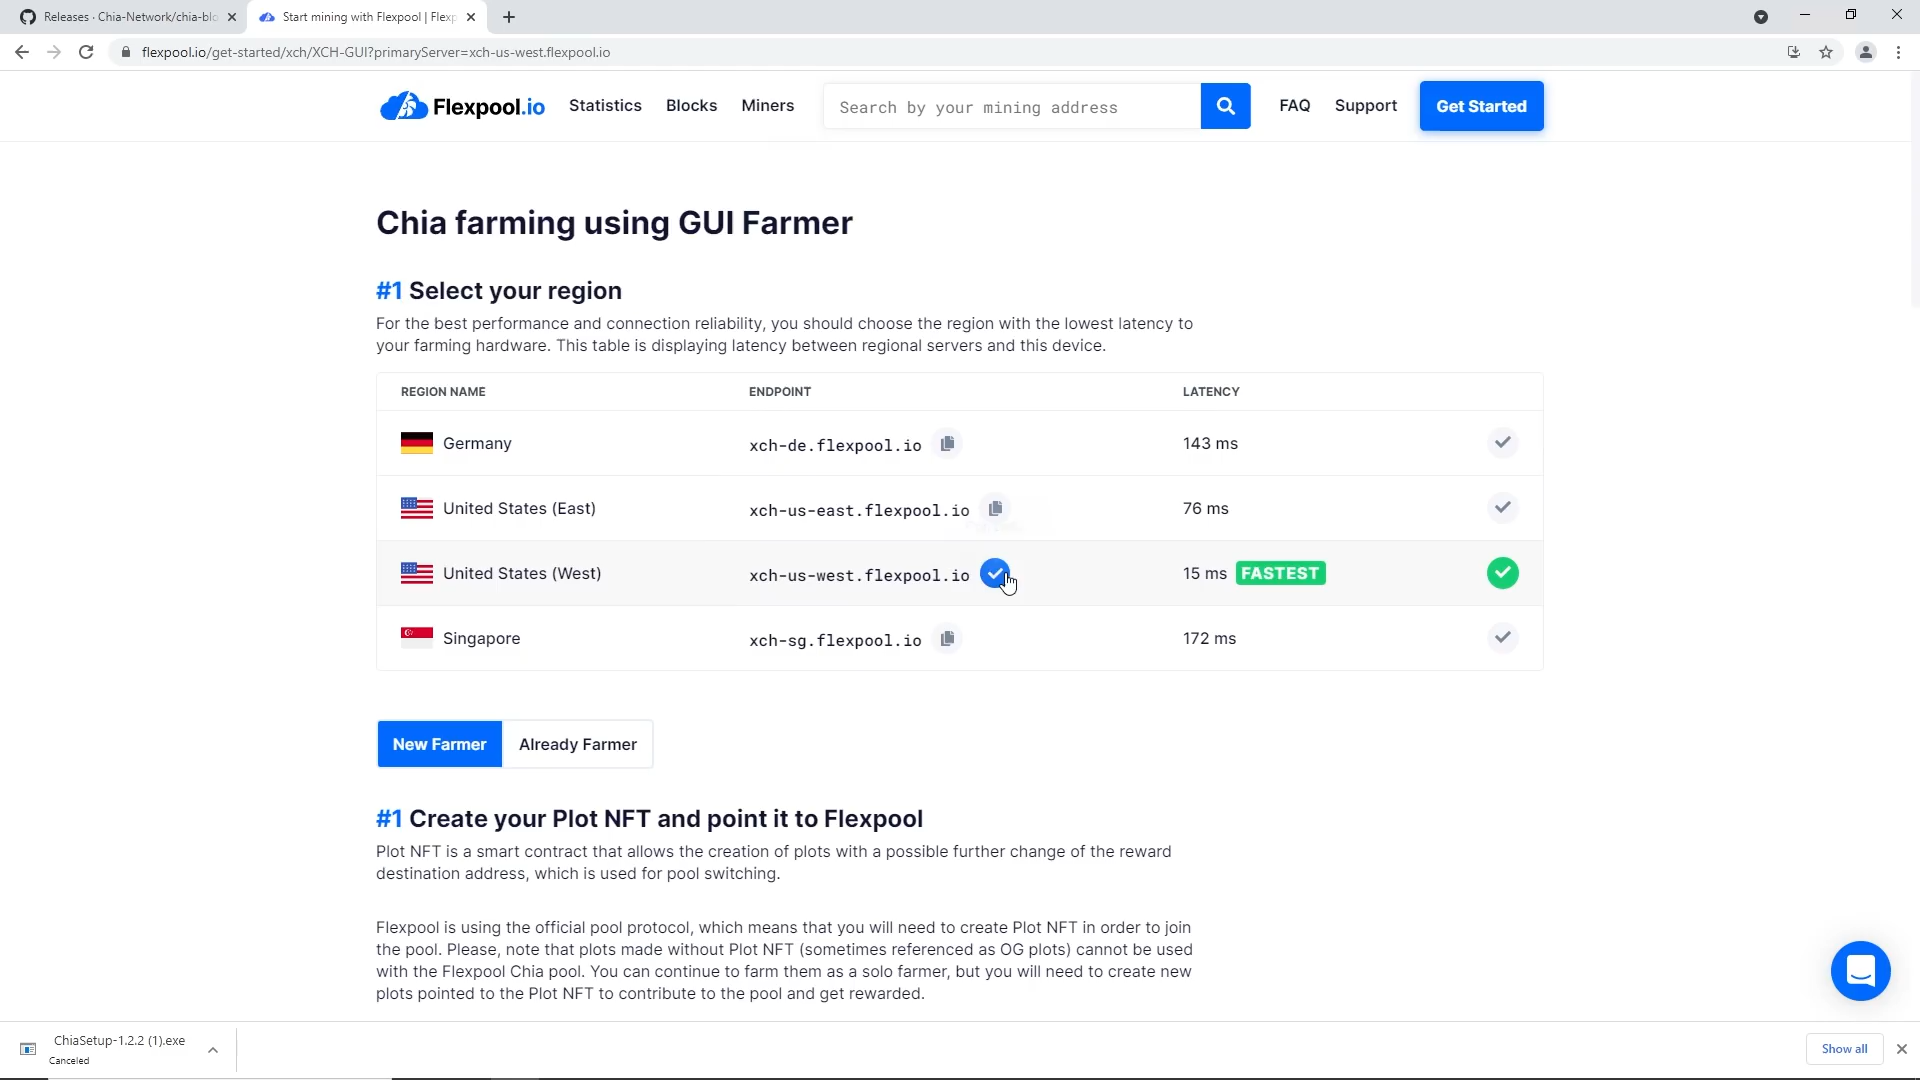 Releases · Chia-Network/chia-blo
Start mining with Flexpool | Flexp
flexpool.io/get-started/xch/XCH-GUI?primaryServer=xch-us-west.flexpool.io
Flexpool.io
Statistics
Blocks
Miners
Search by your mining address
FAQ
Support
Get Started
Chia farming using GUI Farmer
#1 Select your region
For the best performance and connection reliability, you should choose the region with the lowest latency to
your farming hardware. This table is displaying latency between regional servers and this device.
REGION NAME ENDPOINT LATENCY
Germany xch-de.flexpool.io 143 ms
United States (East) xch-us-east.flexpool.io 76 ms
United States (West) xch-us-west.flexpool.io 15 ms FASTEST
Singapore xch-sg.flexpool.io 172 ms
New Farmer Already Farmer
#1 Create your Plot NFT and point it to Flexpool
Plot NFT is a smart contract that allows the creation of plots with a possible further change of the reward
destination address, which is used for pool switching.
Flexpool is using the official pool protocol, which means that you will need to create Plot NFT in order to join
the pool. Please, note that plots made without Plot NFT (sometimes referenced as OG plots) cannot be used
with the Flexpool Chia pool. You can continue to farm them as a solo farmer, but you will need to create new
plots pointed to the Plot NFT to contribute to the pool and get rewarded.
ChiaSetup-1.2.2 (1).exe
Canceled
Show all